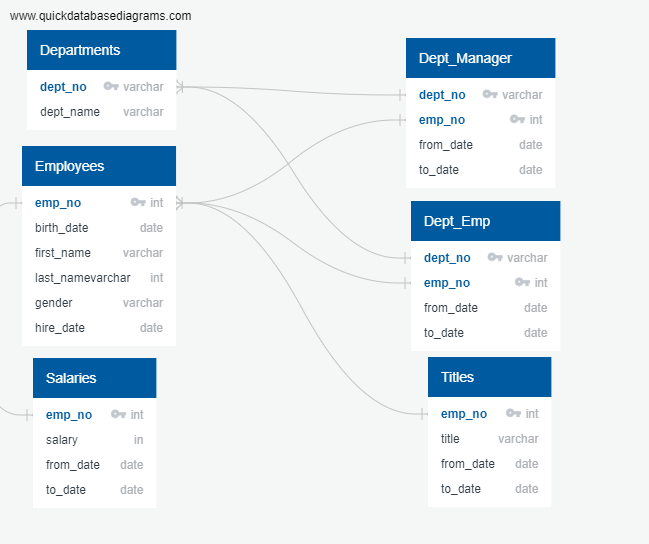 www.quickdatabasediagrams.com
Departments
dept_no varchar
dept_name varchar
Employees
emp_no int
birth_date date
first_name varchar
last_namevarchar int
gender varchar
hire_date date
Salaries
emp_no int
salary in
from_date date
to_date date
Dept_Manager
dept_no varchar
emp_no int
from_date date
to_date date
Dept_Emp
dept_no varchar
emp_no int
from_date date
to_date date
Titles
emp_no int
title varchar
from_date date
to_date date